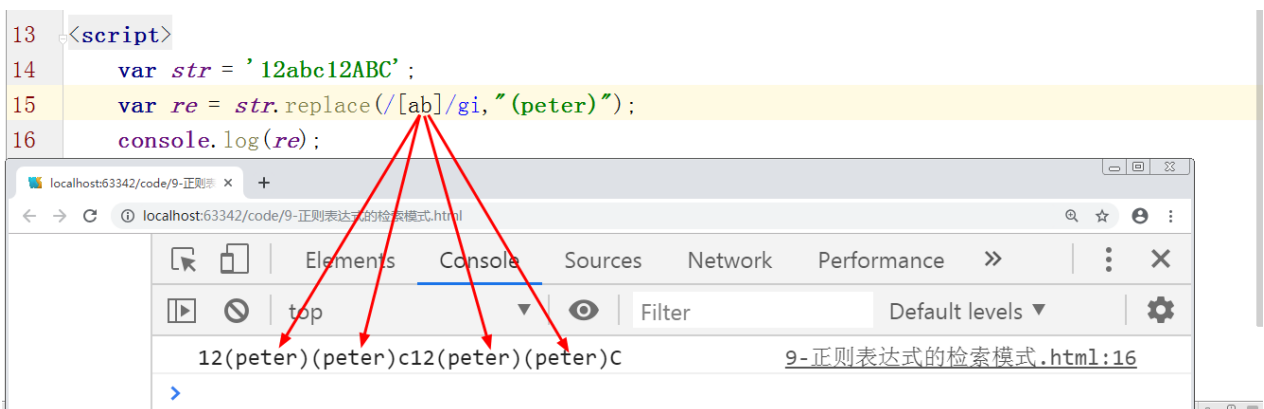 13 <script>
14 var str = '12abc12ABC';
15 var re = str.replace(/[ab]/gi,"(peter)");
16 console.log(re);
localhost:63342/code/9-正则表
localhost:63342/code/9-正则表达式的检索模式.html
Elements Console Sources Network Performance
top Filter Default levels
12(peter)(peter)c12(peter)(peter)C 9-正则表达式的检索模式.html:16